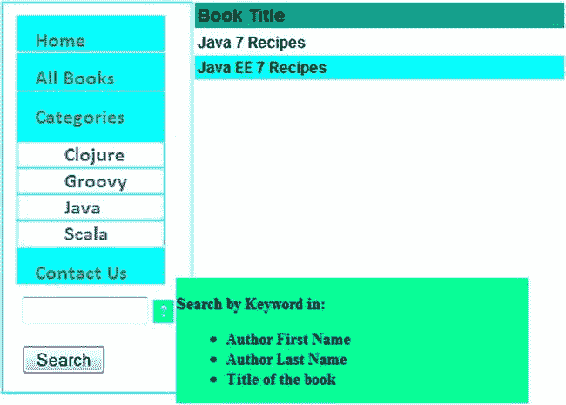 Home
All Books
Categories
Clojure
Groovy
Java
Scala
Contact Us
?
Search
Book Title
Java 7 Recipes
Java EE 7 Recipes
Search by Keyword in:
• Author First Name
• Author Last Name
• Title of the book